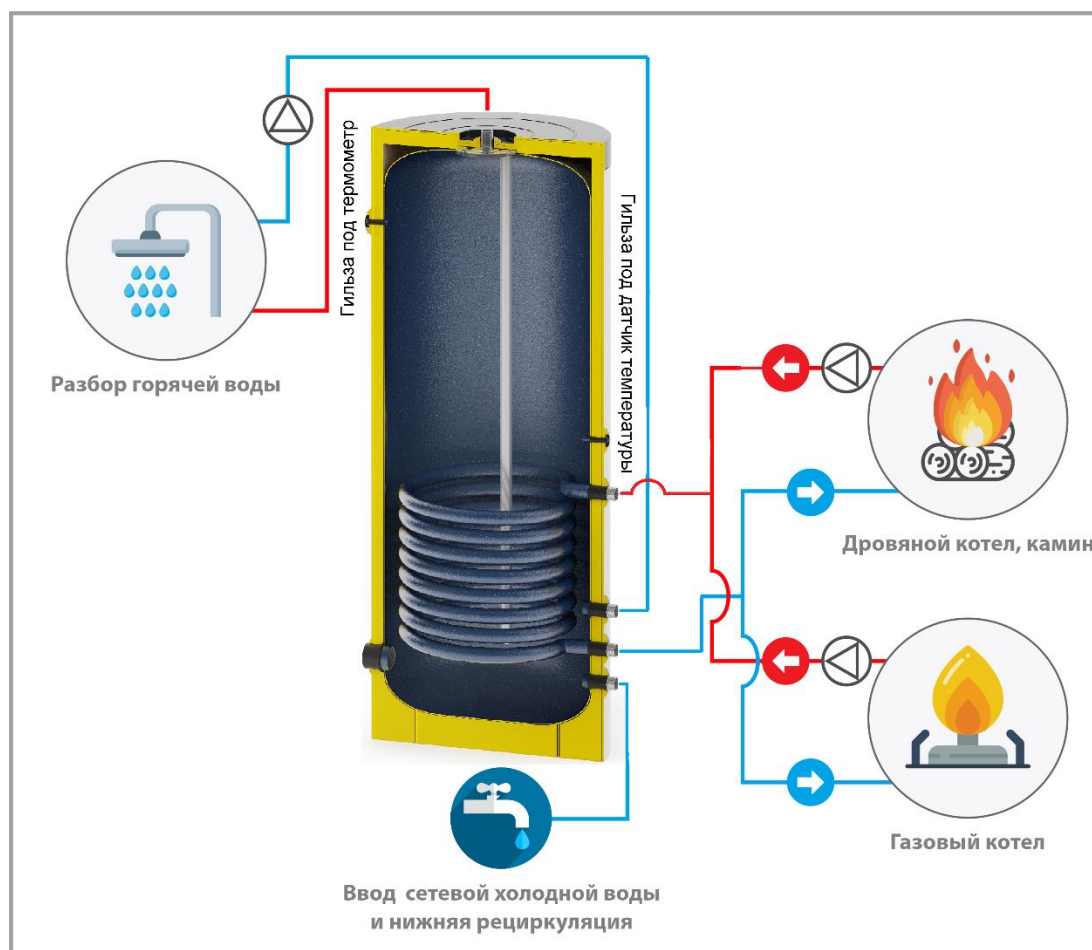 Гильза под термометр
Гильза под датчик температуры
Разбор горячей воды
Дровяной котел, камин
Газовый котел
Ввод сетевой холодной воды
и нижняя рециркуляция